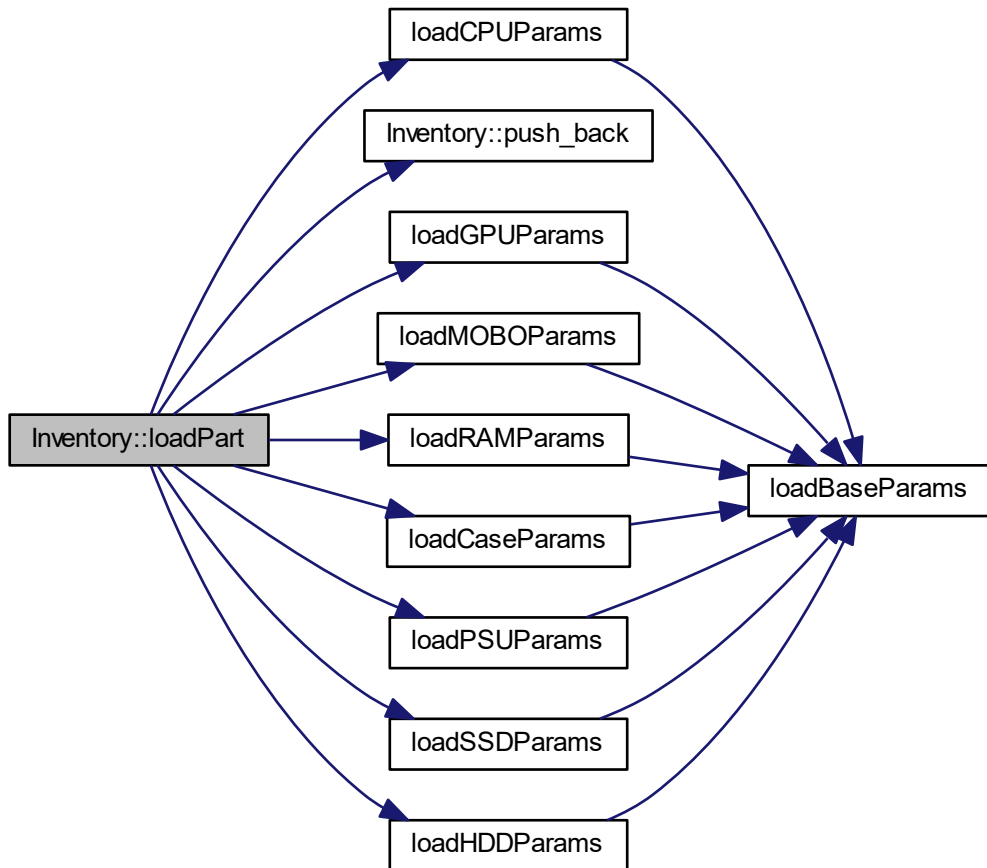 loadCPUParams
Inventory::push_back
loadGPUParams
loadMOBOParams
Inventory::loadPart
loadRAMParams
loadBaseParams
loadCaseParams
loadPSUParams
loadSSDParams
loadHDDParams